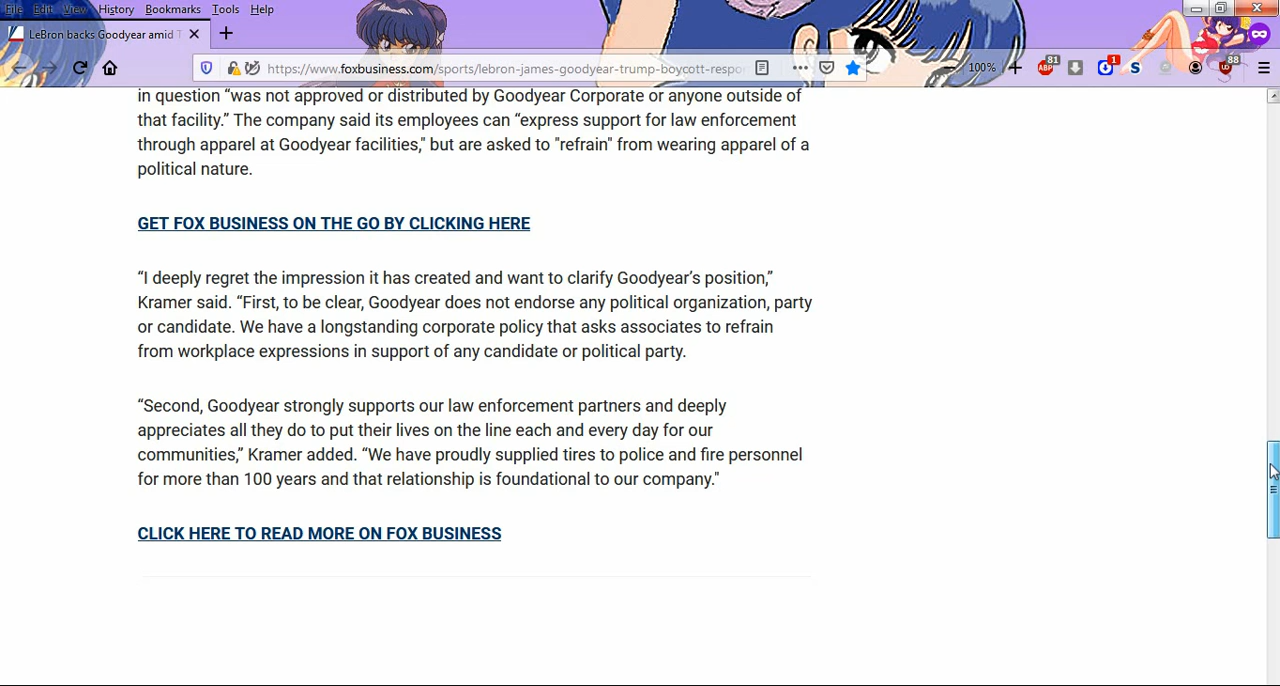 File Edit View History Bookmarks Tools Help
LeBron backs Goodyear amid T
https://www.foxbusiness.com/sports/lebron-james-goodyear-trump-boycott-respo
100%
81
1
S
88
in question “was not approved or distributed by Goodyear Corporate or anyone outside of
that facility.” The company said its employees can “express support for law enforcement
through apparel at Goodyear facilities," but are asked to "refrain" from wearing apparel of a
political nature.
GET FOX BUSINESS ON THE GO BY CLICKING HERE
“I deeply regret the impression it has created and want to clarify Goodyear’s position,”
Kramer said. “First, to be clear, Goodyear does not endorse any political organization, party
or candidate. We have a longstanding corporate policy that asks associates to refrain
from workplace expressions in support of any candidate or political party.
“Second, Goodyear strongly supports our law enforcement partners and deeply
appreciates all they do to put their lives on the line each and every day for our
communities,” Kramer added. “We have proudly supplied tires to police and fire personnel
for more than 100 years and that relationship is foundational to our company."
CLICK HERE TO READ MORE ON FOX BUSINESS